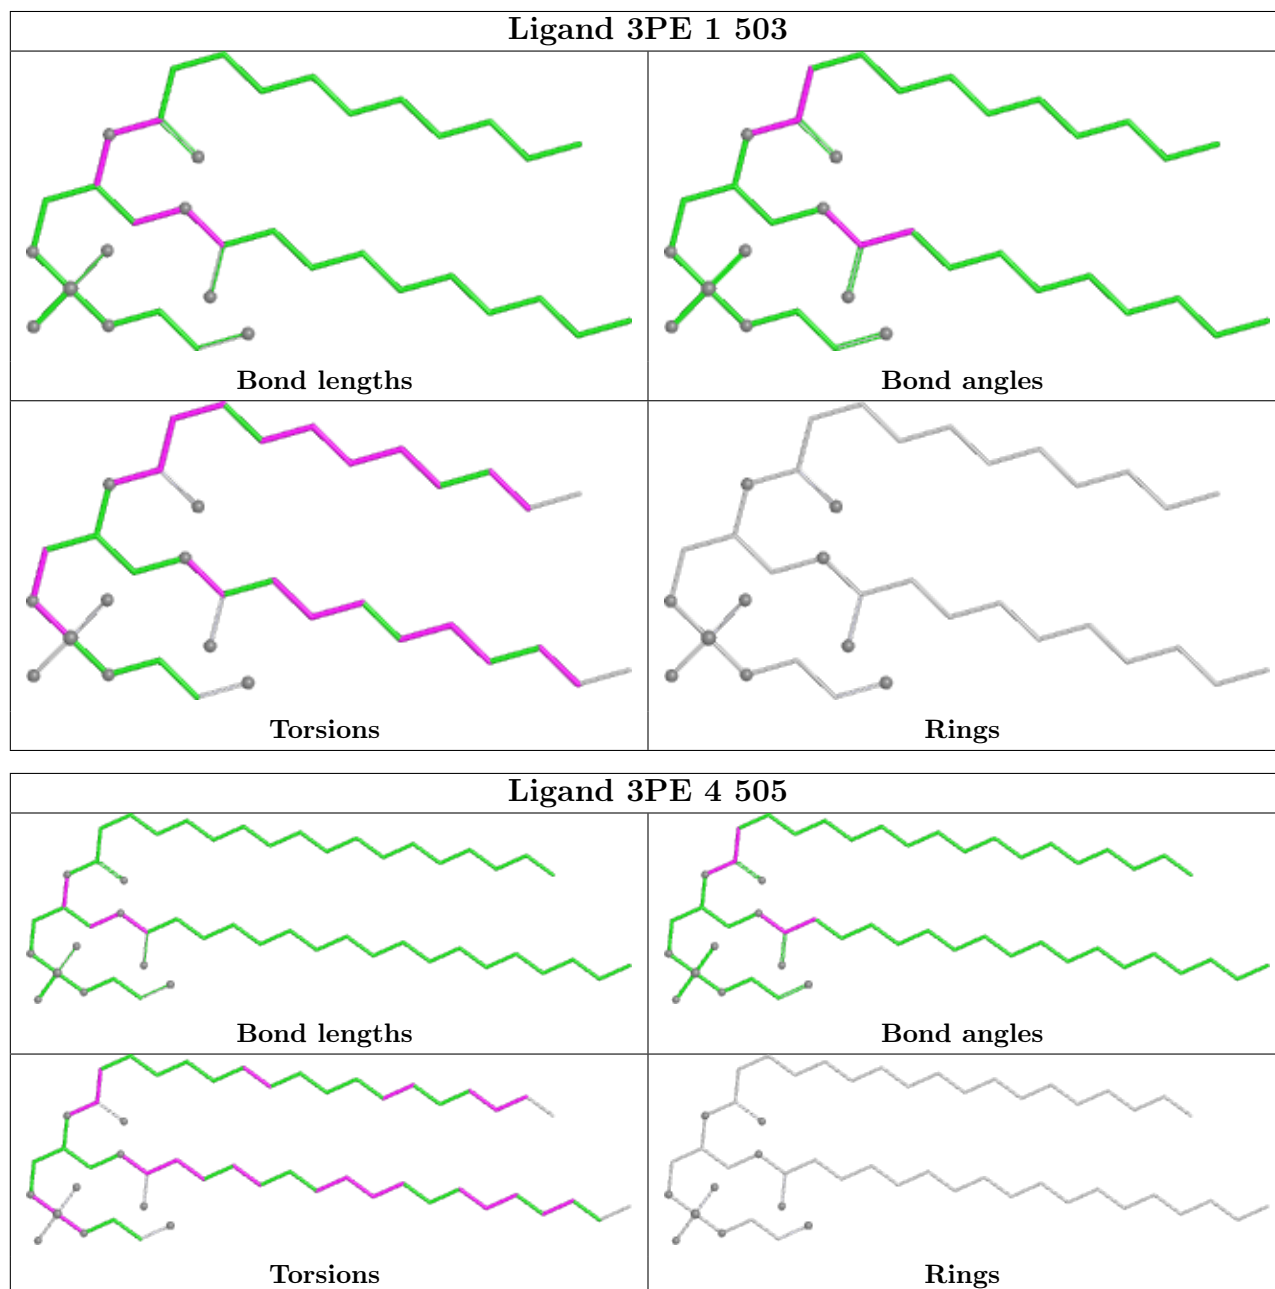 Ligand 3PE 1 503
Bond lengths
Bond angles
Torsions
Rings
Ligand 3PE 4 505
Bond lengths
Bond angles
Torsions
Rings